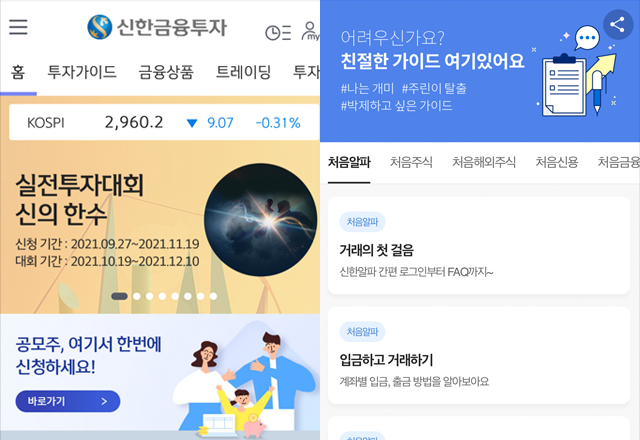 신한금융투자
my
홈 투자가이드 금융상품 트레이딩 투자
KOSPI 2,960.2 ▼ 9.07 -0.31%
실전투자대회
신의 한수
신청 기간 : 2021.09.27~2021.11.19
대회 기간 : 2021.10.19~2021.12.10
공모주, 여기서 한번에
신청하세요!
바로가기 >
어려우신가요?
친절한 가이드 여기있어요
#나는 개미 #주린이 탈출
#박제하고 싶은 가이드
처음알파 처음주식 처음해외주식 처음신용 처음금융
처음알파
거래의 첫 걸음
신한알파 간편 로그인부터 FAQ까지~
처음알파
입금하고 거래하기
계좌별 입금, 출금 방법을 알아보아요
처음알파